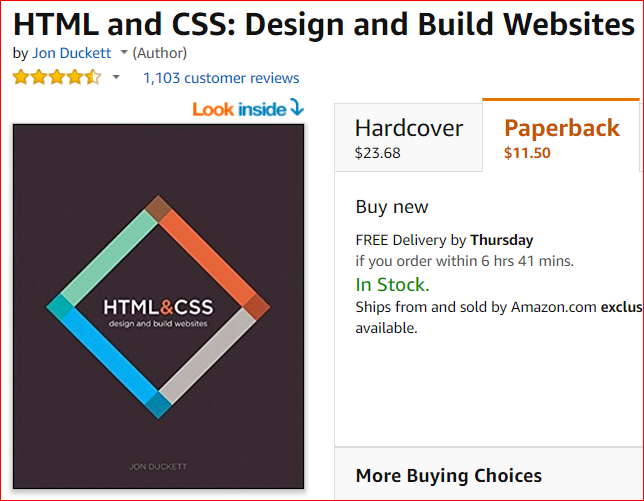 HTML and CSS: Design and Build Websites
by Jon Duckett (Author)
1,103 customer reviews
Look inside
HTML&CSS
design and build websites
JON DUCKETT
Hardcover
$23.68
Paperback
$11.50
Buy new
FREE Delivery by Thursday
if you order within 6 hrs 41 mins.
In Stock.
Ships from and sold by Amazon.com exclus
available.
More Buying Choices